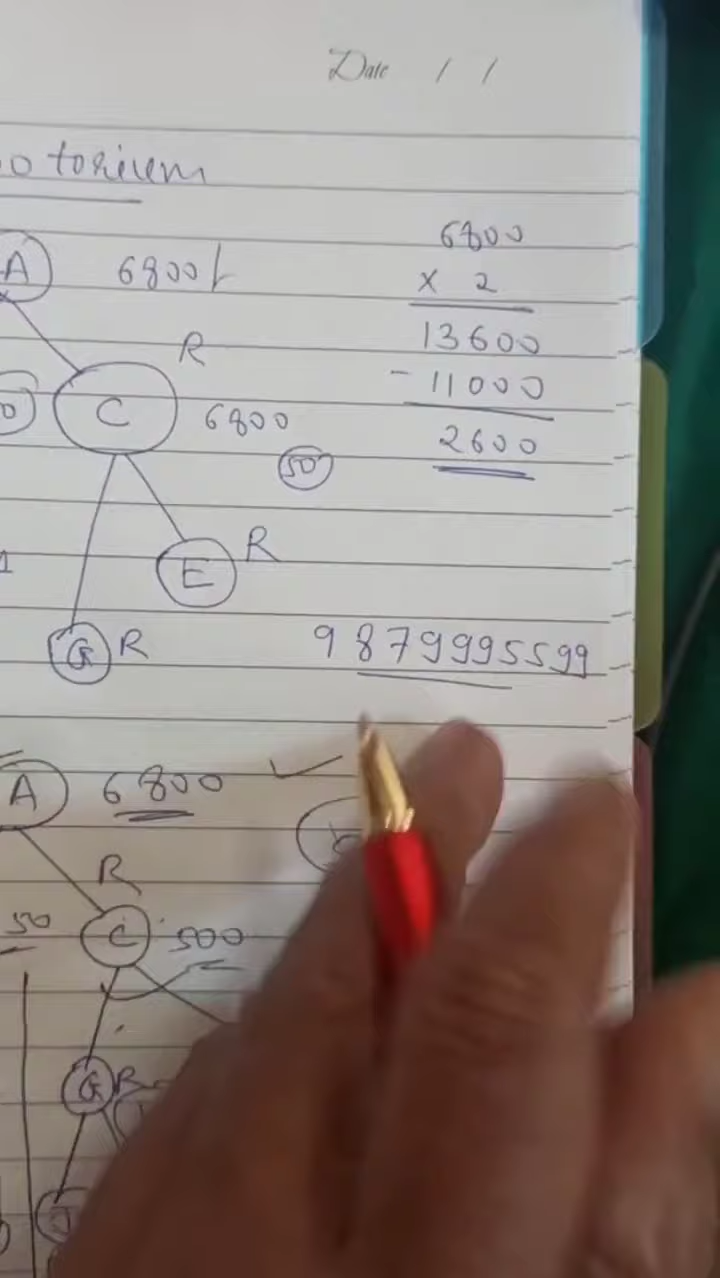 Date / /
torium
6800
A 6800/-
x 2
R
13600
C 6800
- 11000
50
2600
E R
G R
9879995599
A 6800 ✓
R
50 C 500
G R